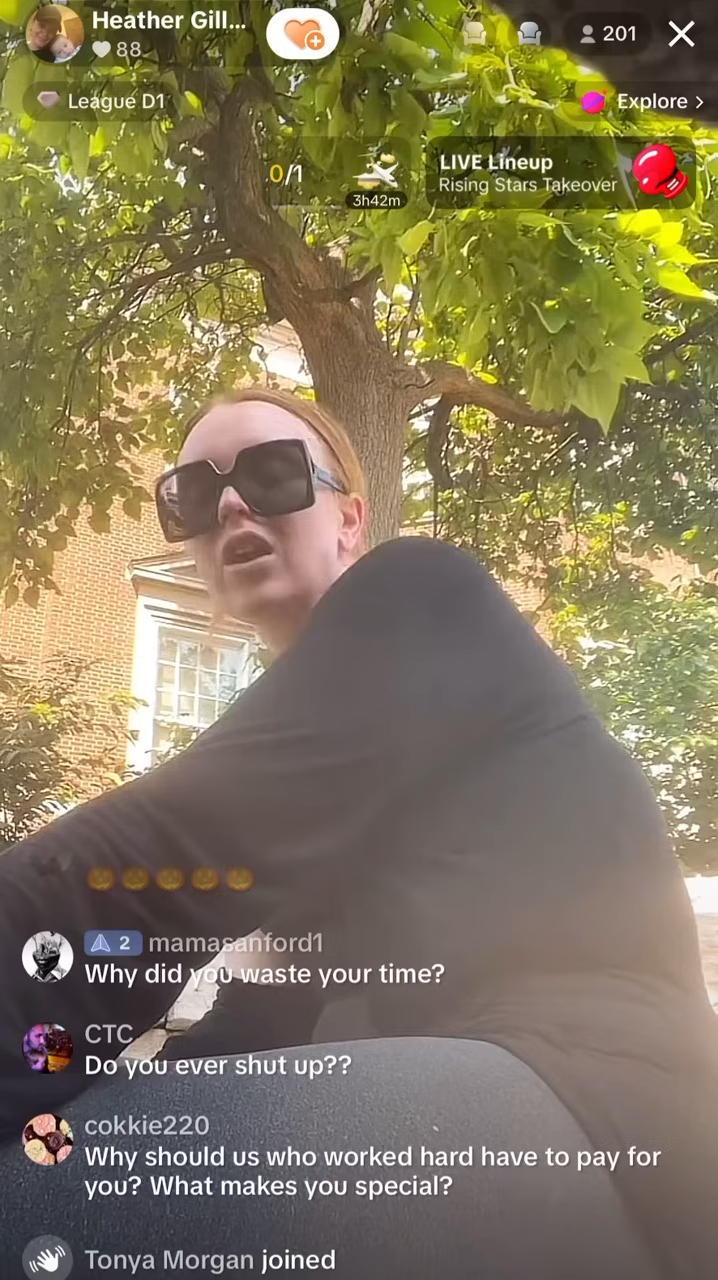 Heather Gill...
88
201
League D1
Explore >
0/1
3h42m
LIVE Lineup
Rising Stars Takeover
2 mamasanford1
Why did you waste your time?
CTC
Do you ever shut up??
cokkie220
Why should us who worked hard have to pay for
you? What makes you special?
Tonya Morgan joined